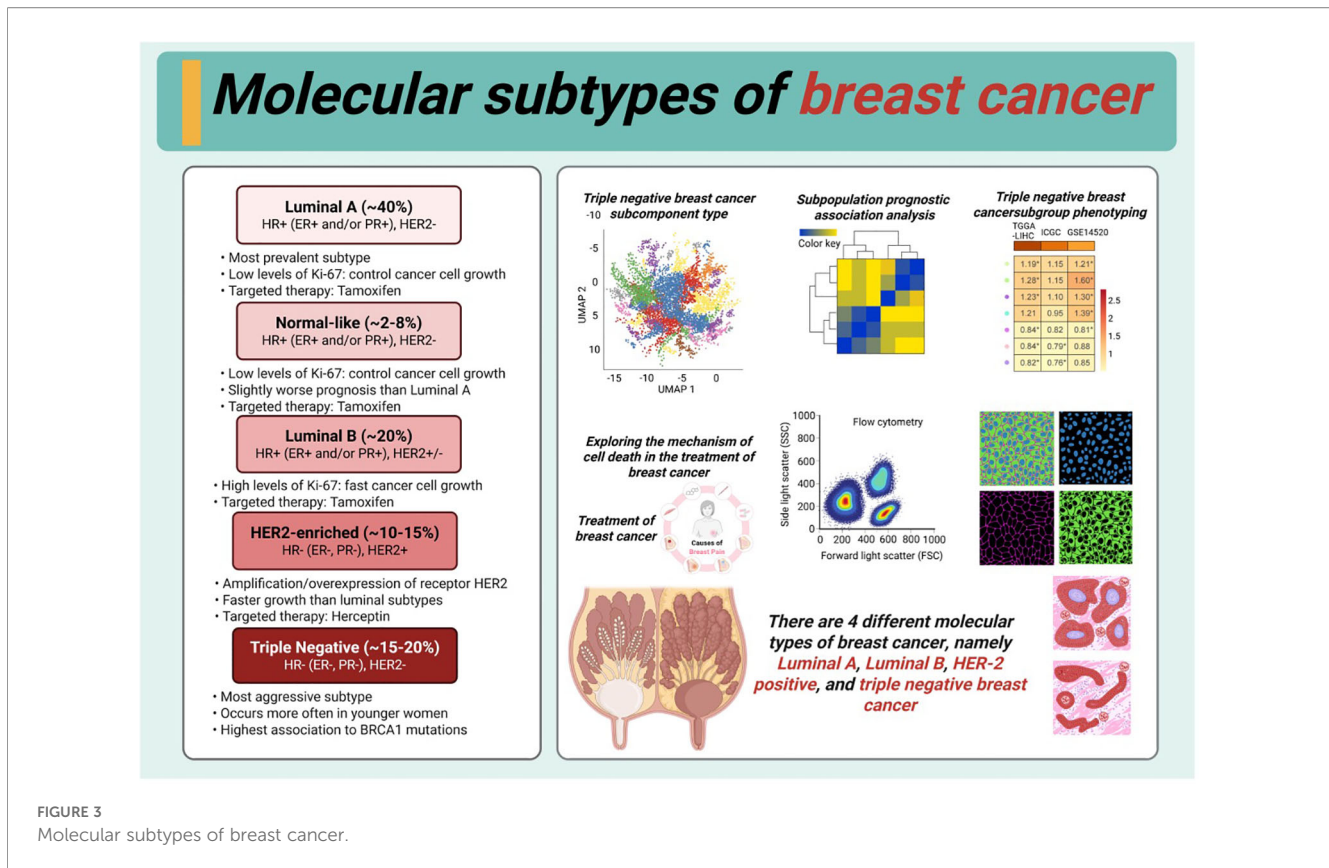 Molecular subtypes of breast cancer
Luminal A (~40%)
HR+ (ER+ and/or PR+), HER2-
• Most prevalent subtype
• Low levels of Ki-67: control cancer cell growth
• Targeted therapy: Tamoxifen
Normal-like (~2-8%)
HR+ (ER+ and/or PR+), HER2-
• Low levels of Ki-67: control cancer cell growth
• Slightly worse prognosis than Luminal A
• Targeted therapy: Tamoxifen
Luminal B (~20%)
HR+ (ER+ and/or PR+), HER2+/-
• High levels of Ki-67: fast cancer cell growth
• Targeted therapy: Tamoxifen
HER2-enriched (~10-15%)
HR- (ER-, PR-), HER2+
• Amplification/overexpression of receptor HER2
• Faster growth than luminal subtypes
• Targeted therapy: Herceptin
Triple Negative (~15-20%)
HR- (ER-, PR-), HER2-
• Most aggressive subtype
• Occurs more often in younger women
• Highest association to BRCA1 mutations
Triple negative breast cancer
subcomponent type
-10
-5
0
5
10
UMAP 2
-15 -10 -5 0
UMAP 1
Subpopulation prognostic
association analysis
Color key
Triple negative breast
cancersubgroup phenotyping
TGGA
-LIHC ICGC GSE14520
1.19* 1.15 1.21*
1.28* 1.15 1.60*
1.23* 1.10 1.30*
1.21 0.95 1.39*
0.84* 0.82 0.81*
0.84* 0.79* 0.88
0.82* 0.76* 0.85
2.5
2
1.5
1
Exploring the mechanism of
cell death in the treatment of
breast cancer
Treatment of
breast cancer
Causes of
Breast Pain
Flow cytometry
1000
800
600
400
200
0
Side light scatter (SSC)
0 200 400 600 800 1000
Forward light scatter (FSC)
There are 4 different molecular
types of breast cancer, namely
Luminal A, Luminal B, HER-2
positive, and triple negative breast
cancer
FIGURE 3
Molecular subtypes of breast cancer.